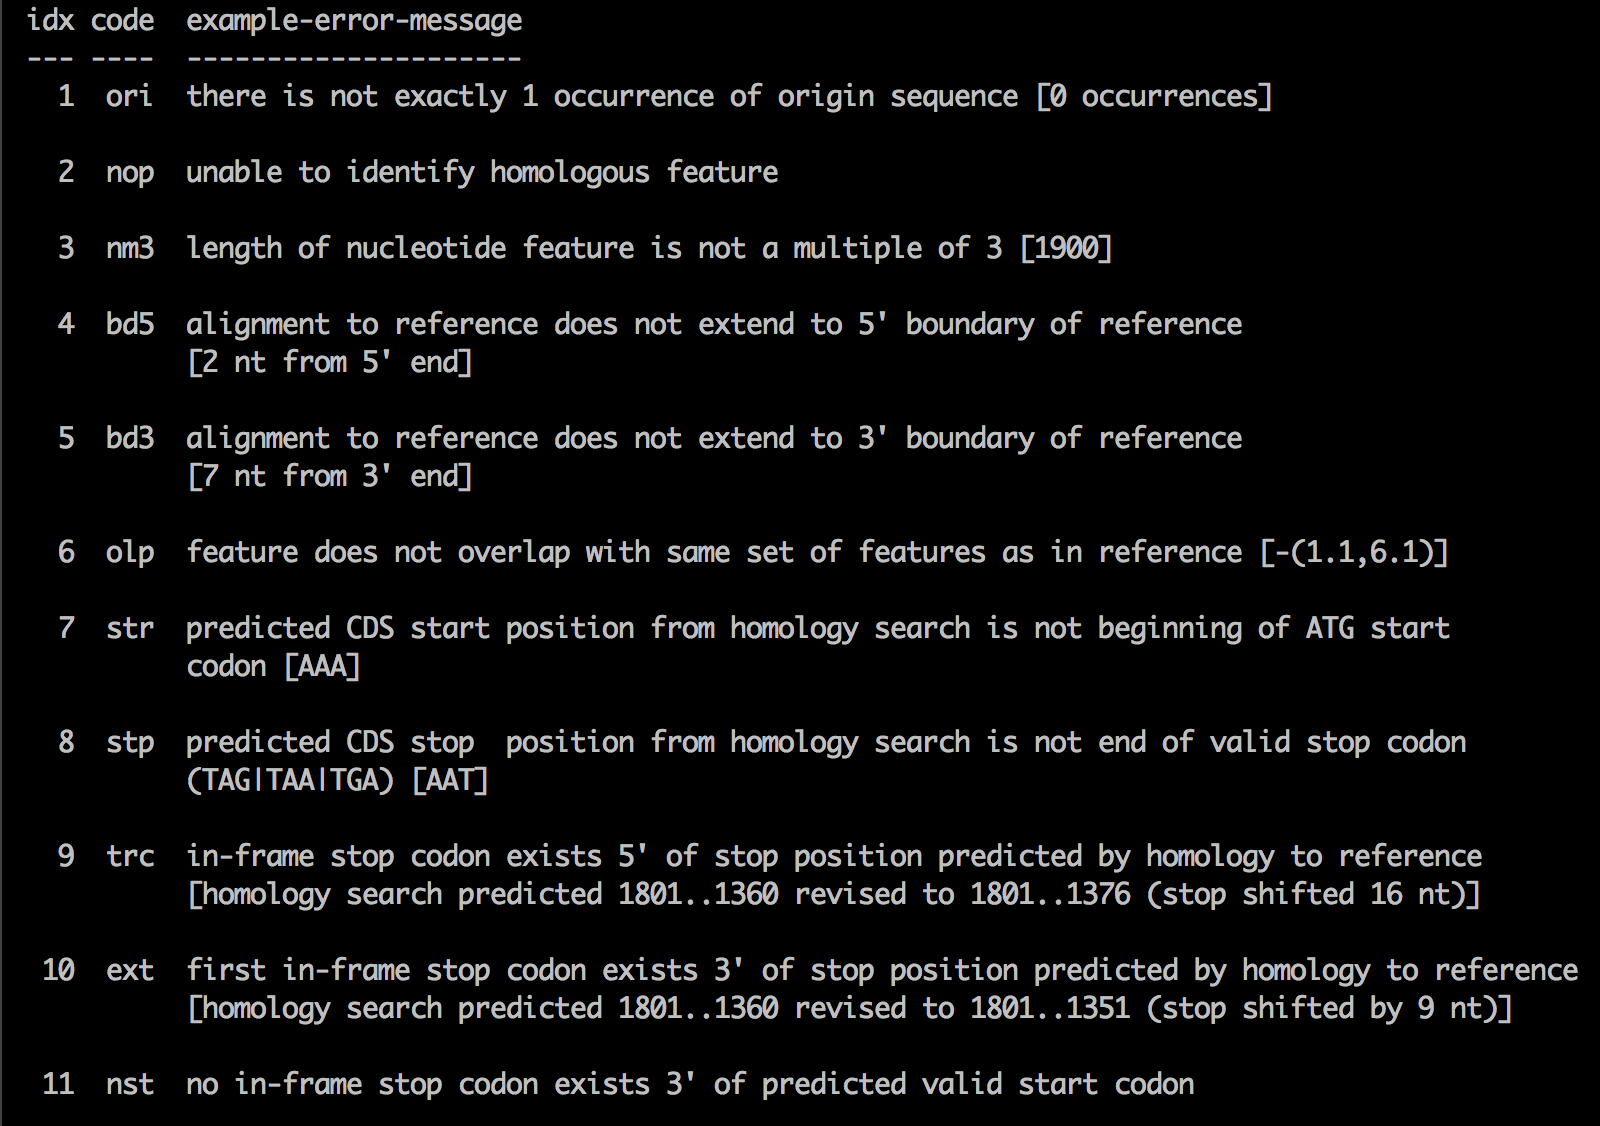 idx code  example-error-message
--- ----  ---------------------
  1  ori  there is not exactly 1 occurrence of origin sequence [0 occurrences]
  2  nop  unable to identify homologous feature
  3  nm3  length of nucleotide feature is not a multiple of 3 [1900]
  4  bd5  alignment to reference does not extend to 5' boundary of reference
          [2 nt from 5' end]
  5  bd3  alignment to reference does not extend to 3' boundary of reference
          [7 nt from 3' end]
  6  olp  feature does not overlap with same set of features as in reference [-(1.1,6.1)]
  7  str  predicted CDS start position from homology search is not beginning of ATG start
          codon [AAA]
  8  stp  predicted CDS stop  position from homology search is not end of valid stop codon
          (TAG|TAA|TGA) [AAT]
  9  trc  in-frame stop codon exists 5' of stop position predicted by homology to reference
          [homology search predicted 1801..1360 revised to 1801..1376 (stop shifted 16 nt)]
 10  ext  first in-frame stop codon exists 3' of stop position predicted by homology to reference
          [homology search predicted 1801..1360 revised to 1801..1351 (stop shifted by 9 nt)]
 11  nst  no in-frame stop codon exists 3' of predicted valid start codon